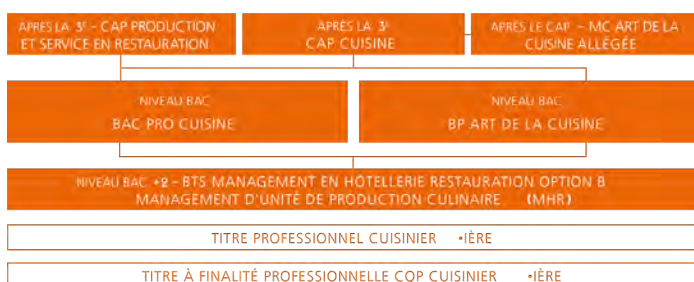 APRÈS LA 3e – CAP PRODUCTION
ET SERVICE EN RESTAURATION
APRÈS LA 3e
CAP CUISINE
APRÈS LE CAP – MC ART DE LA
CUISINE ALLÉGÉE
NIVEAU BAC
BAC PRO CUISINE
NIVEAU BAC
BP ART DE LA CUISINE
NIVEAU BAC +2 – BTS MANAGEMENT EN HÔTELLERIE RESTAURATION OPTION B
MANAGEMENT D'UNITÉ DE PRODUCTION CULINAIRE (MHR)
TITRE PROFESSIONNEL CUISINIER •IÈRE
TITRE À FINALITÉ PROFESSIONNELLE CQP CUISINIER •IÈRE